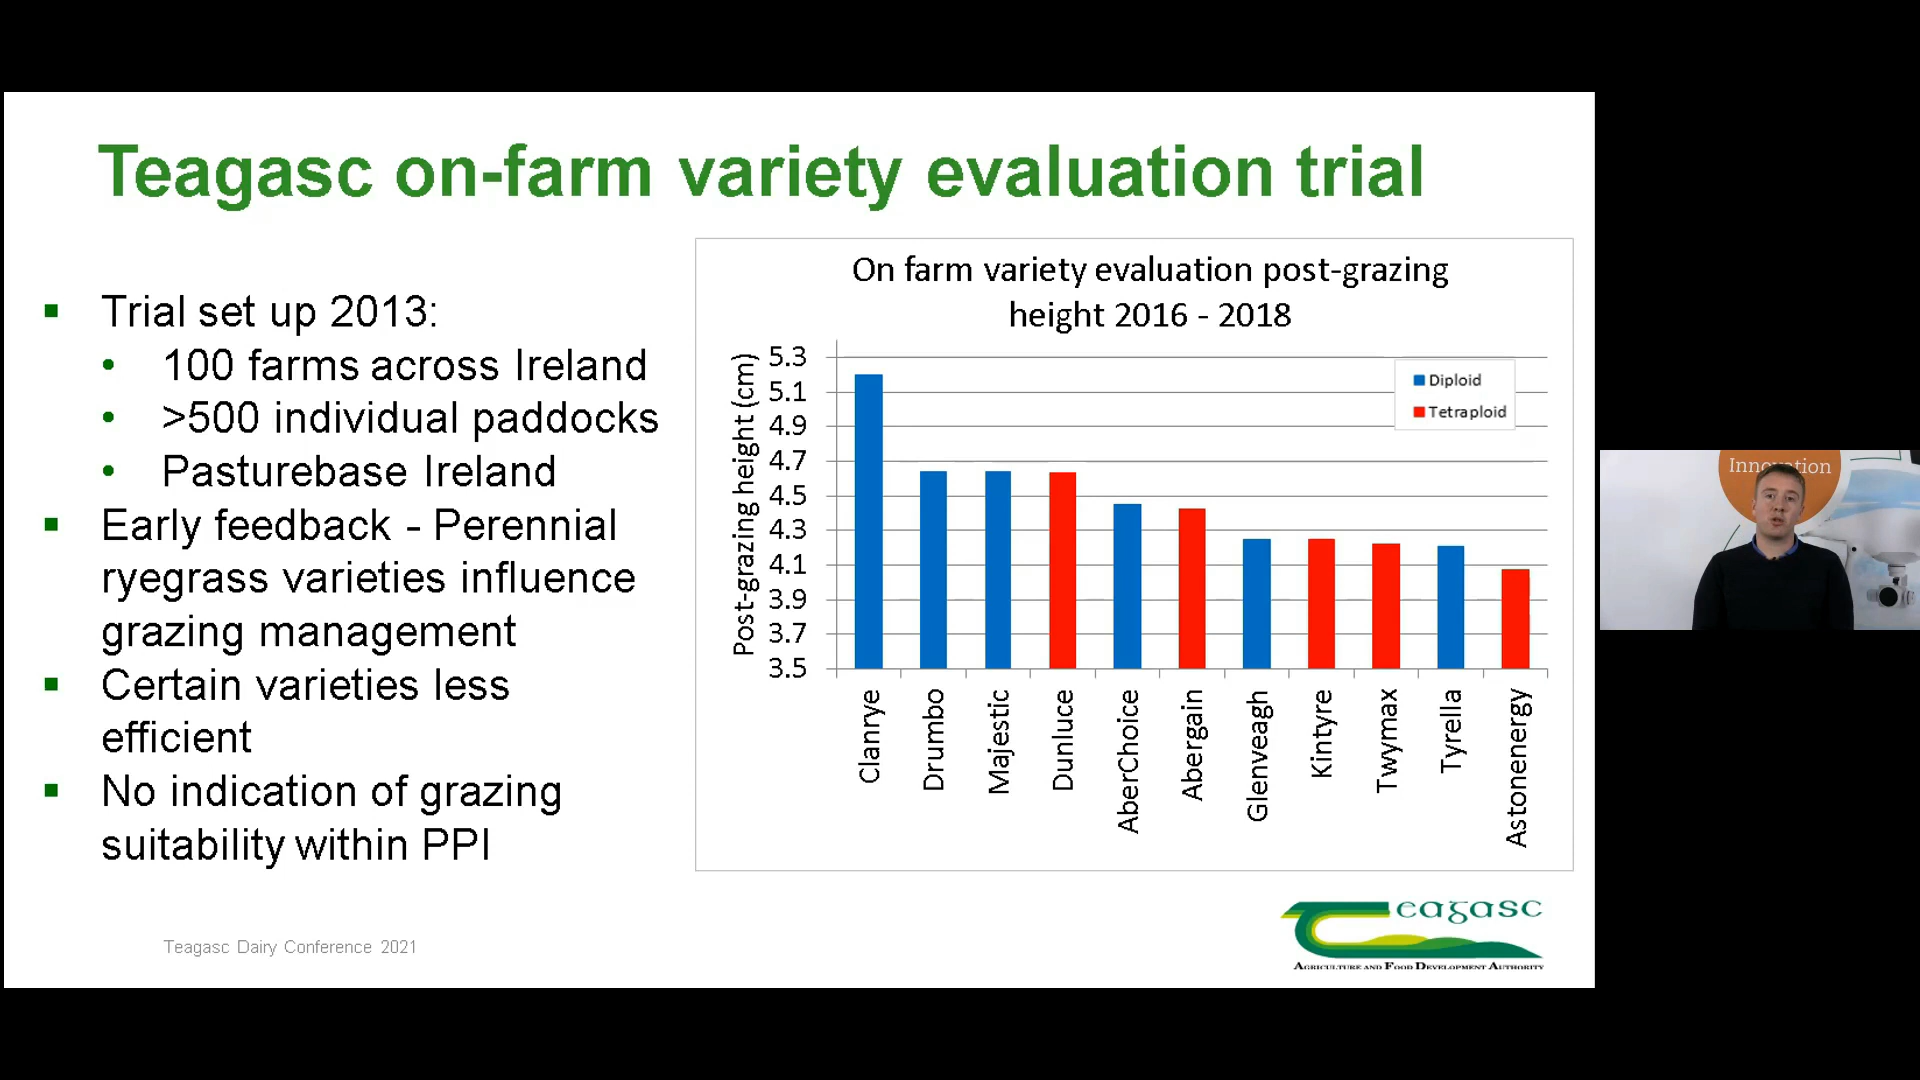 Teagasc on-farm variety evaluation trial
▪ Trial set up 2013:
• 100 farms across Ireland
• >500 individual paddocks
• Pasturebase Ireland
▪ Early feedback - Perennial
ryegrass varieties influence
grazing management
▪ Certain varieties less
efficient
▪ No indication of grazing
suitability within PPI
On farm variety evaluation post-grazing
height 2016 - 2018
Post-grazing height (cm)
5.3
5.1
4.9
4.7
4.5
4.3
4.1
3.9
3.7
3.5
Diploid
Tetraploid
Clanrye
Drumbo
Majestic
Dunluce
AberChoice
Abergain
Glenveagh
Kintyre
Twymax
Tyrella
Astonenergy
Teagasc Dairy Conference 2021
Teagasc
AGRICULTURE AND FOOD DEVELOPMENT AUTHORITY
Innovation